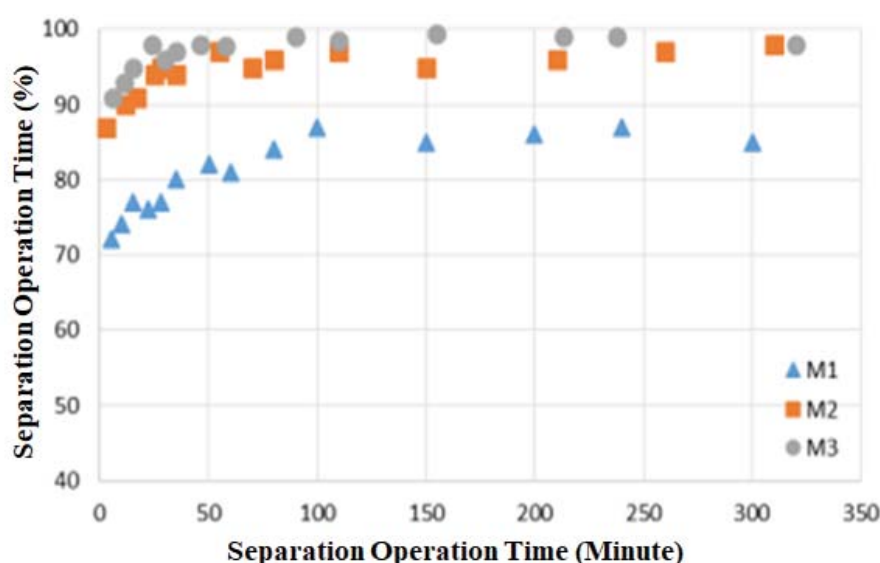 Separation Operation Time (%)
100
90
80
70
60
50
40
0 50 100 150 200 250 300 350
Separation Operation Time (Minute)
M1
M2
M3